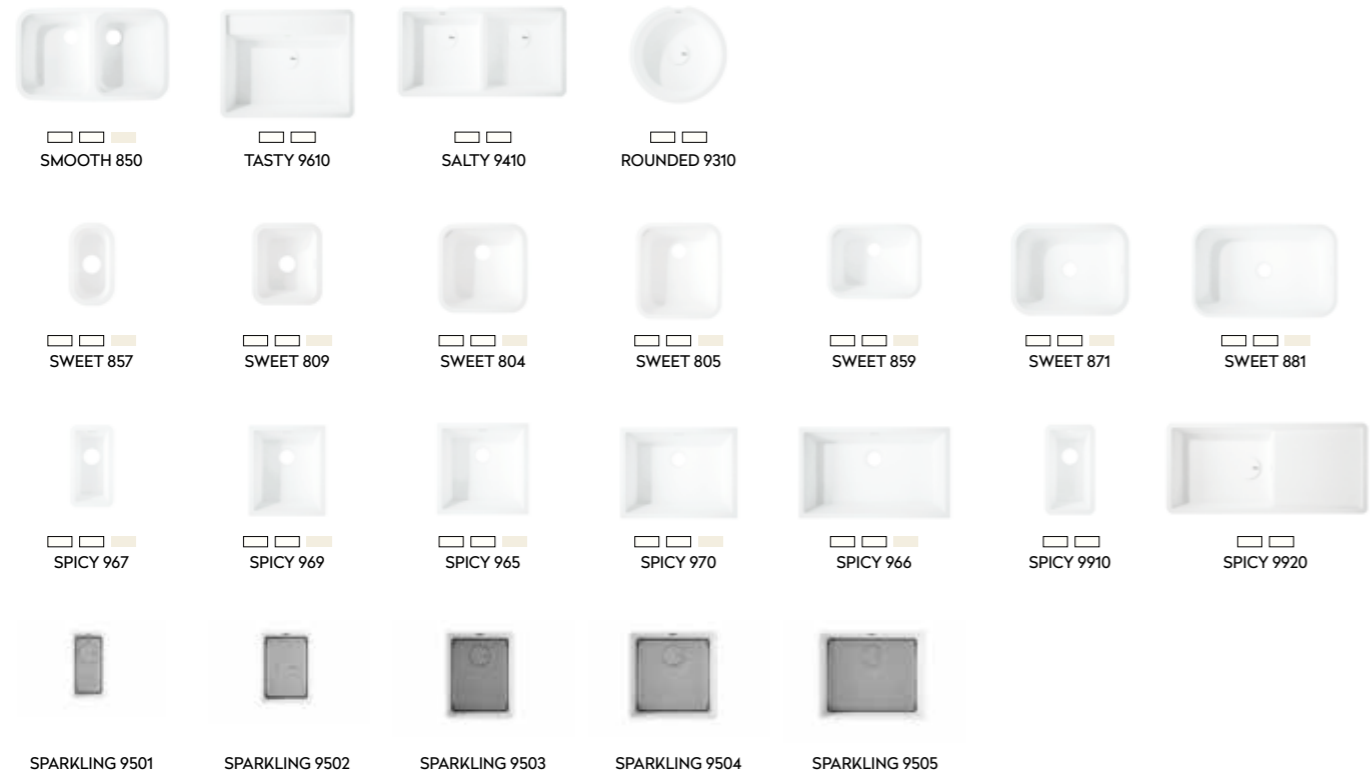 SMOOTH 850
TASTY 9610
SALTY 9410
ROUNDED 9310
SWEET 857
SWEET 809
SWEET 804
SWEET 805
SWEET 859
SWEET 871
SWEET 881
SPICY 967
SPICY 969
SPICY 965
SPICY 970
SPICY 966
SPICY 9910
SPICY 9920
SPARKLING 9501
SPARKLING 9502
SPARKLING 9503
SPARKLING 9504
SPARKLING 9505